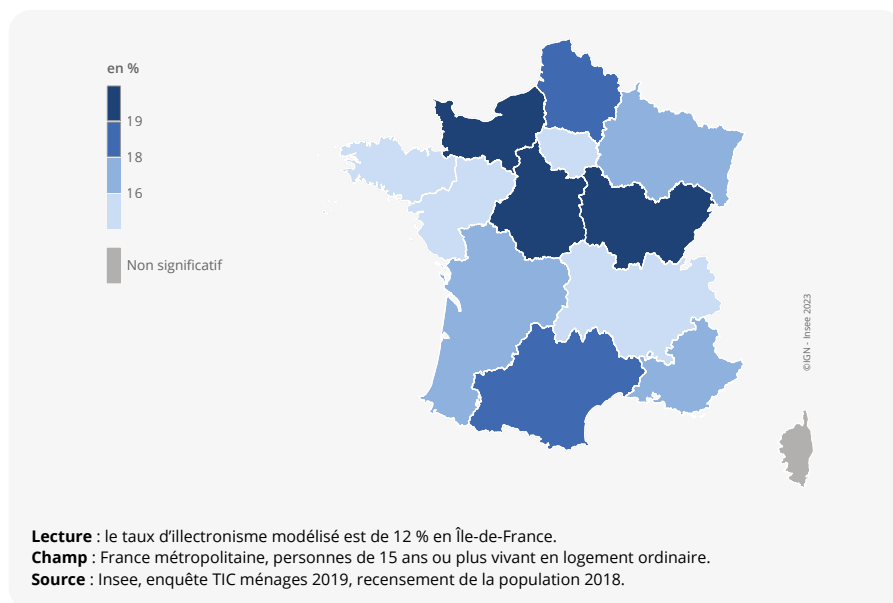 en %
19
18
16
Non significatif
©IGN - Insee 2023
Lecture : le taux d’illectronisme modélisé est de 12 % en Île-de-France.
Champ : France métropolitaine, personnes de 15 ans ou plus vivant en logement ordinaire.
Source : Insee, enquête TIC ménages 2019, recensement de la population 2018.